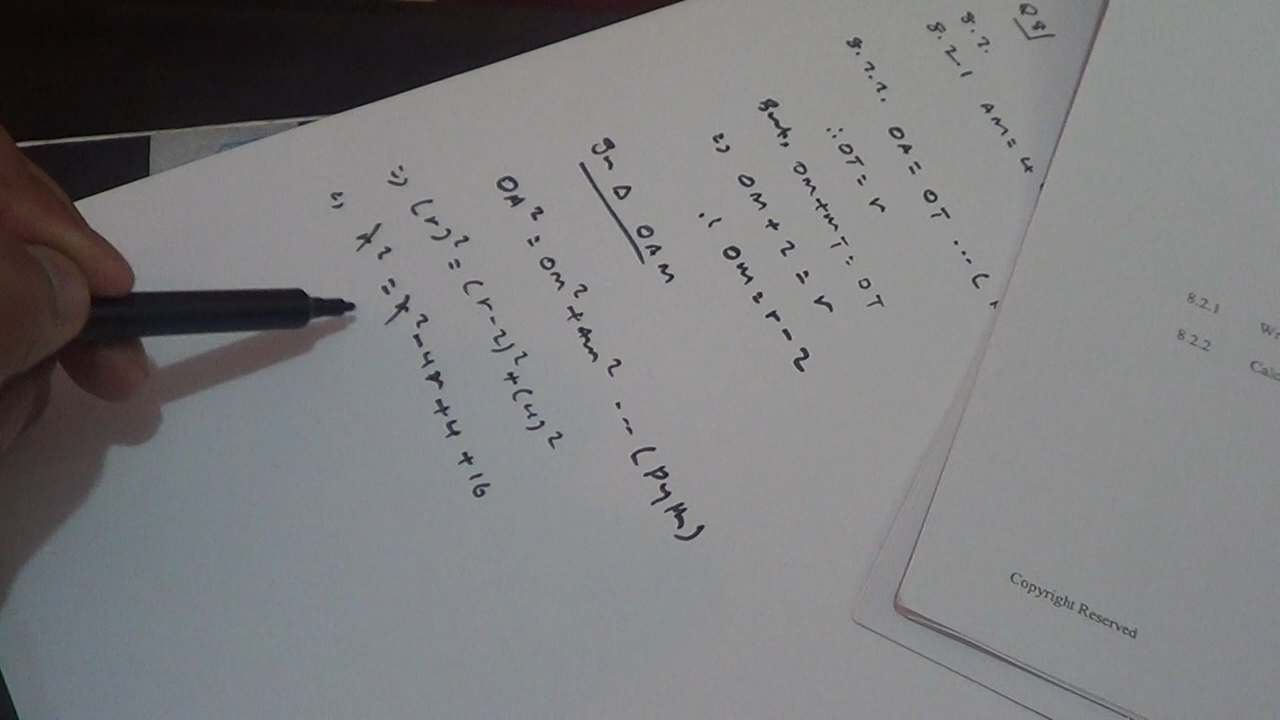 Q8/
8.2.
8.2.1 AM = 4
8.2.2. OA = OT ... (r
∴ OT = r
But, OM + MT = OT
=> OM + 2 = r
∴ OM = r - 2
In Δ OAM
OA² = OM² + AM² ... (Pyth)
=> (r)² = (r-2)² + (4)²
=> r² = r² - 4r + 4 + 16
8.2.1
8.2.2
Copyright Reserved